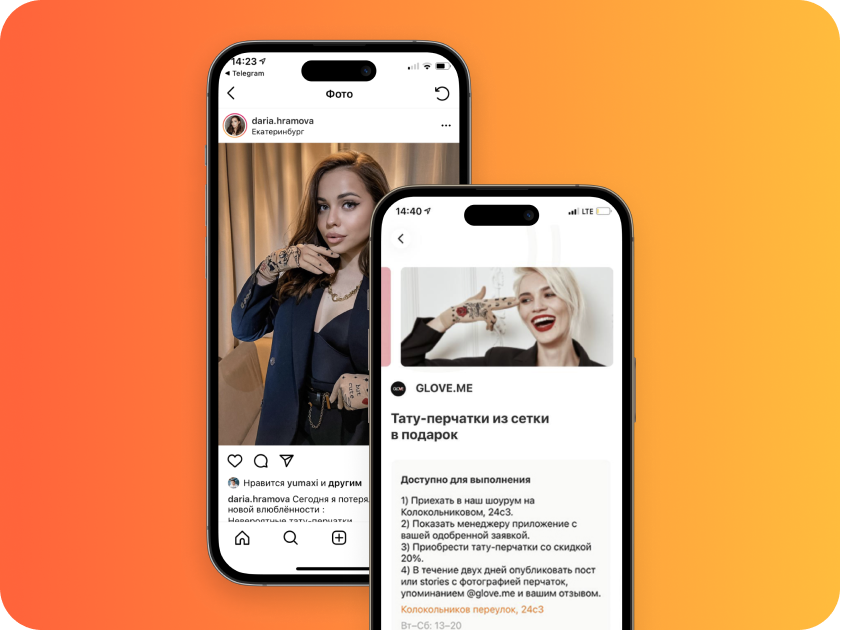 14:23
Telegram
Фото
daria.hramova
Екатеринбург
Нравится yumaxi и другим
daria.hramova Сегодня я потеря
новой влюблённости :
Невероятные тату-перчатки
but
cute
14:40
LTE
GLOVE.ME
Тату-перчатки из сетки
в подарок
Доступно для выполнения
1) Приехать в наш шоурум на
Колокольниковом, 24с3.
2) Показать менеджеру приложение с
вашей одобренной заявкой.
3) Приобрести тату-перчатки со скидкой
20%.
4) В течение двух дней опубликовать пост
или stories с фотографией перчаток,
упоминанием @glove.me и вашим отзывом.
Колокольников переулок, 24с3
Вт–Сб: 13–20